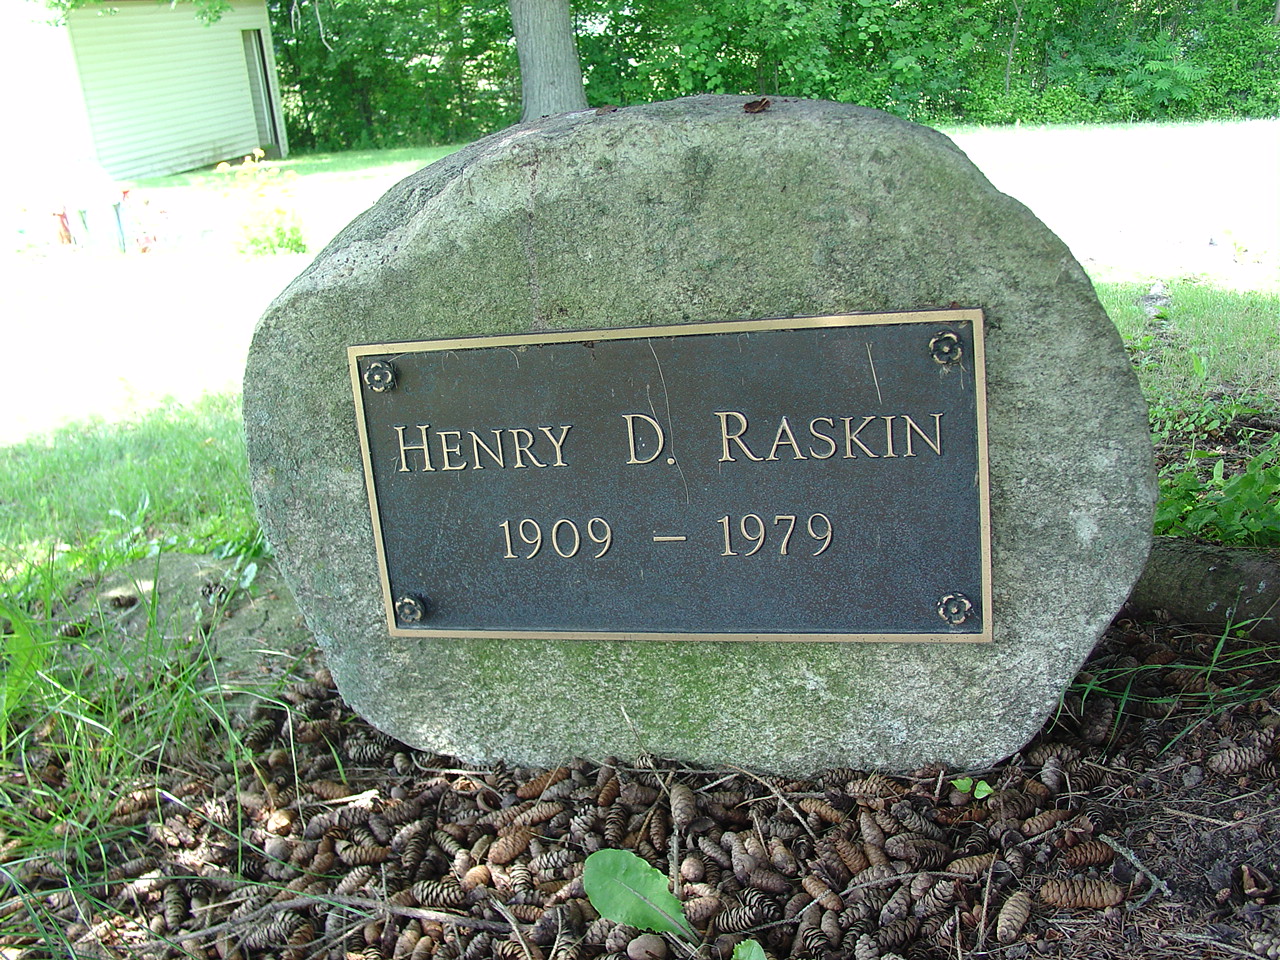 HENRY D. RASKIN
1909 – 1979